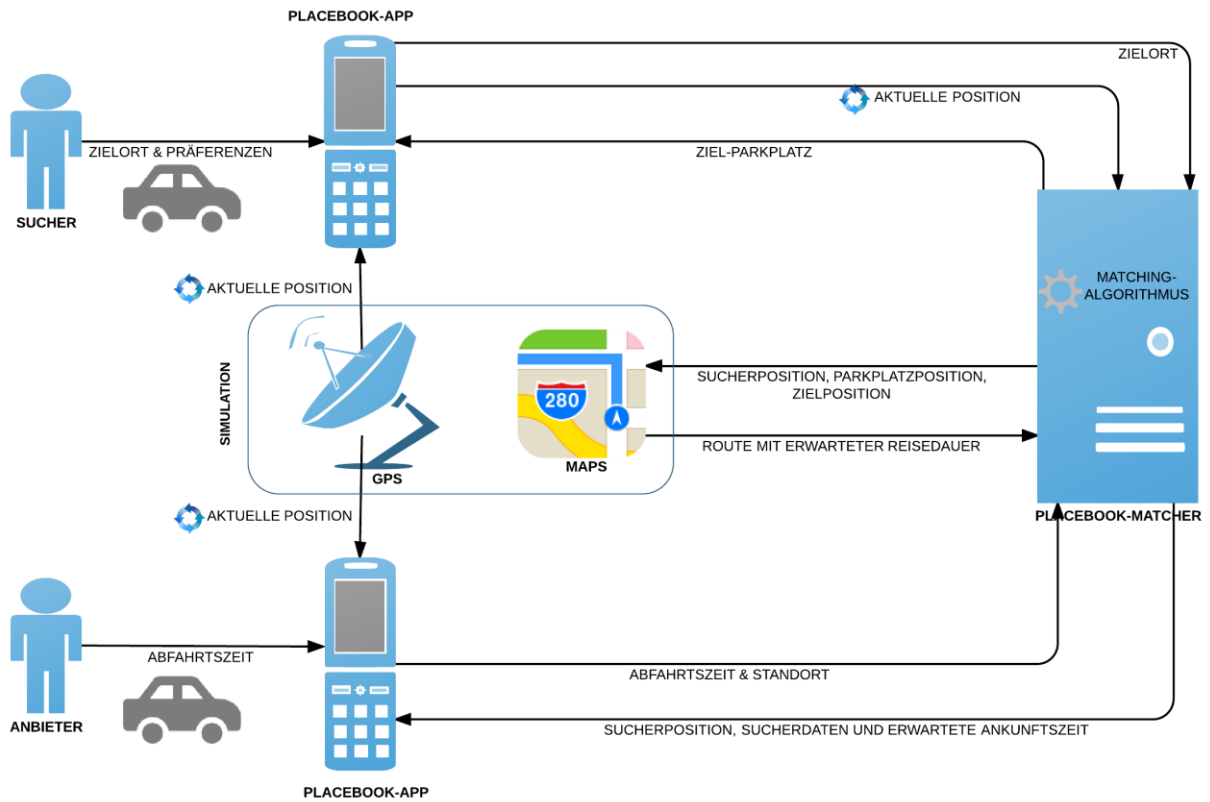 PLACEBOOK-APP
ZIELORT
AKTUELLE POSITION
ZIELORT & PRÄFERENZEN
ZIEL-PARKPLATZ
SUCHER
MATCHING-
ALGORITHMUS
AKTUELLE POSITION
SIMULATION
280
SUCHERPOSITION, PARKPLATZPOSITION,
ZIELPOSITION
ROUTE MIT ERWARTETER REISEDAUER
MAPS
GPS
AKTUELLE POSITION
PLACEBOOK-MATCHER
ABFAHRTSZEIT
ABFAHRTSZEIT & STANDORT
ANBIETER
SUCHERPOSITION, SUCHERDATEN UND ERWARTETE ANKUNFTSZEIT
PLACEBOOK-APP